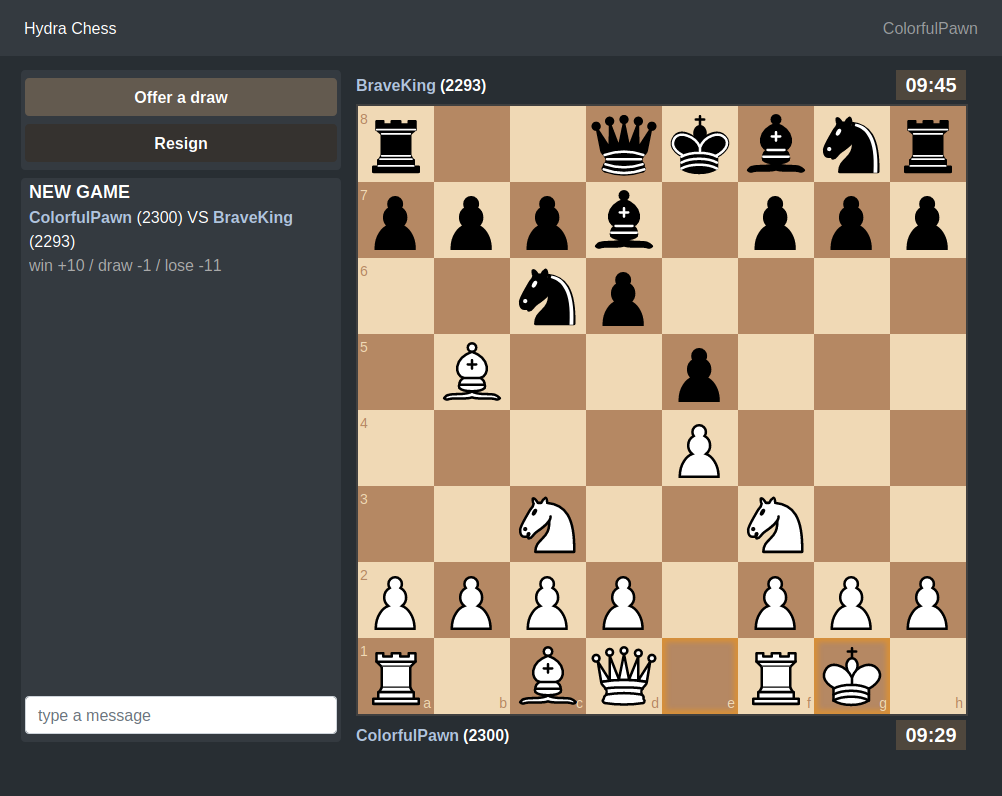 Hydra Chess
ColorfulPawn
Offer a draw
Resign
NEW GAME
ColorfulPawn (2300) VS BraveKing
(2293)
win +10 / draw -1 / lose -11
type a message
BraveKing (2293)
09:45
8
7
6
5
4
3
2
1
a b c d e f g h
ColorfulPawn (2300)
09:29